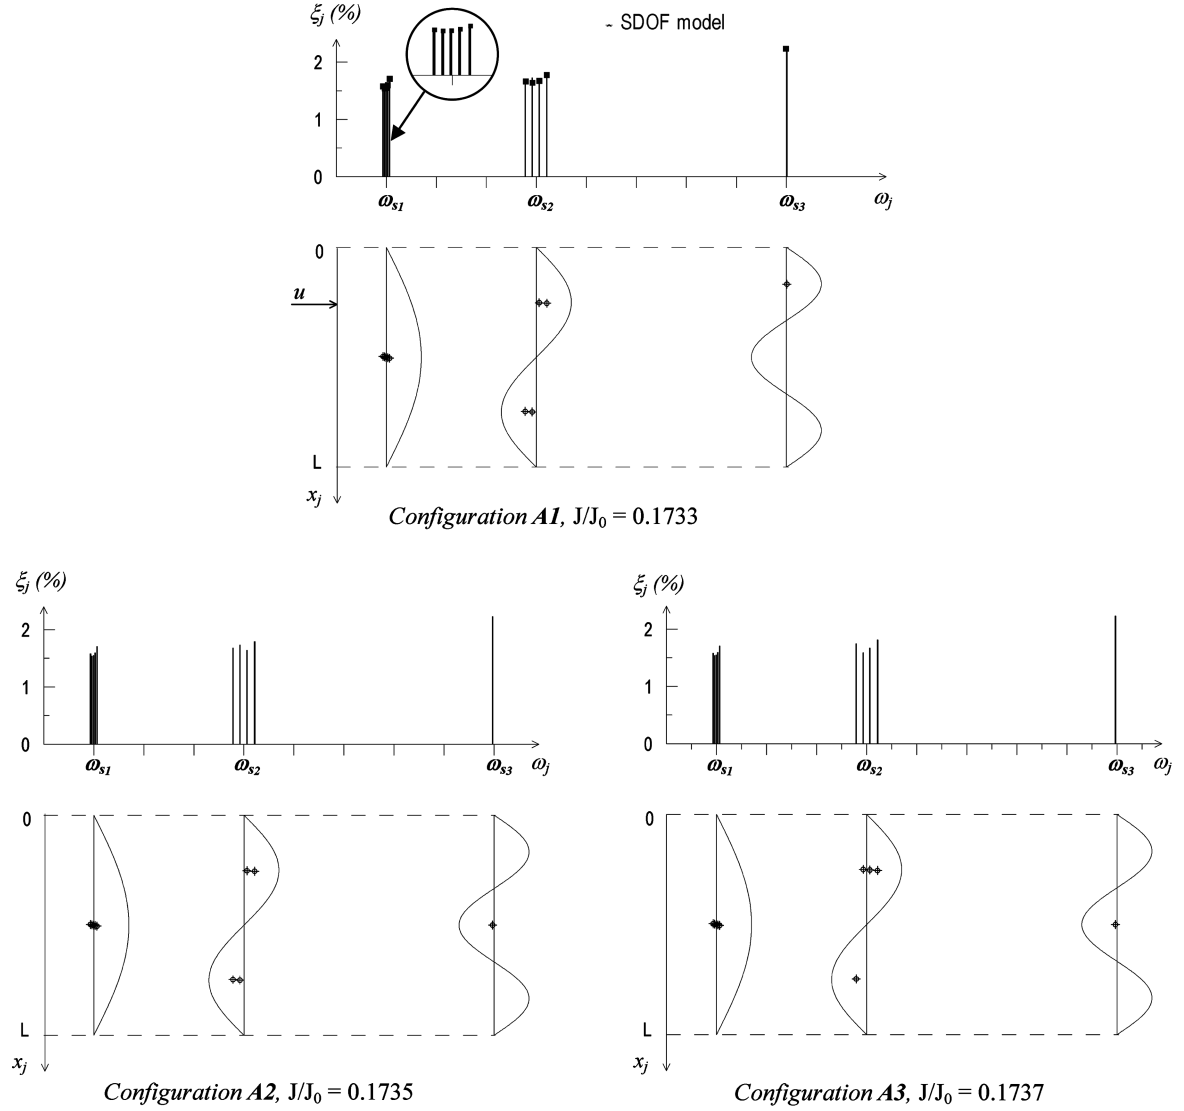 ξj (%)
~ SDOF model
2
1
0
ωs1 ωs2 ωs3 ωj
0
u
L
xj
Configuration A1, J/J0 = 0.1733
ξj (%)
2
1
0
ωs1 ωs2 ωs3 ωj
0
L
xj
Configuration A2, J/J0 = 0.1735
ξj (%)
2
1
0
ωs1 ωs2 ωs3 ωj
0
L
xj
Configuration A3, J/J0 = 0.1737